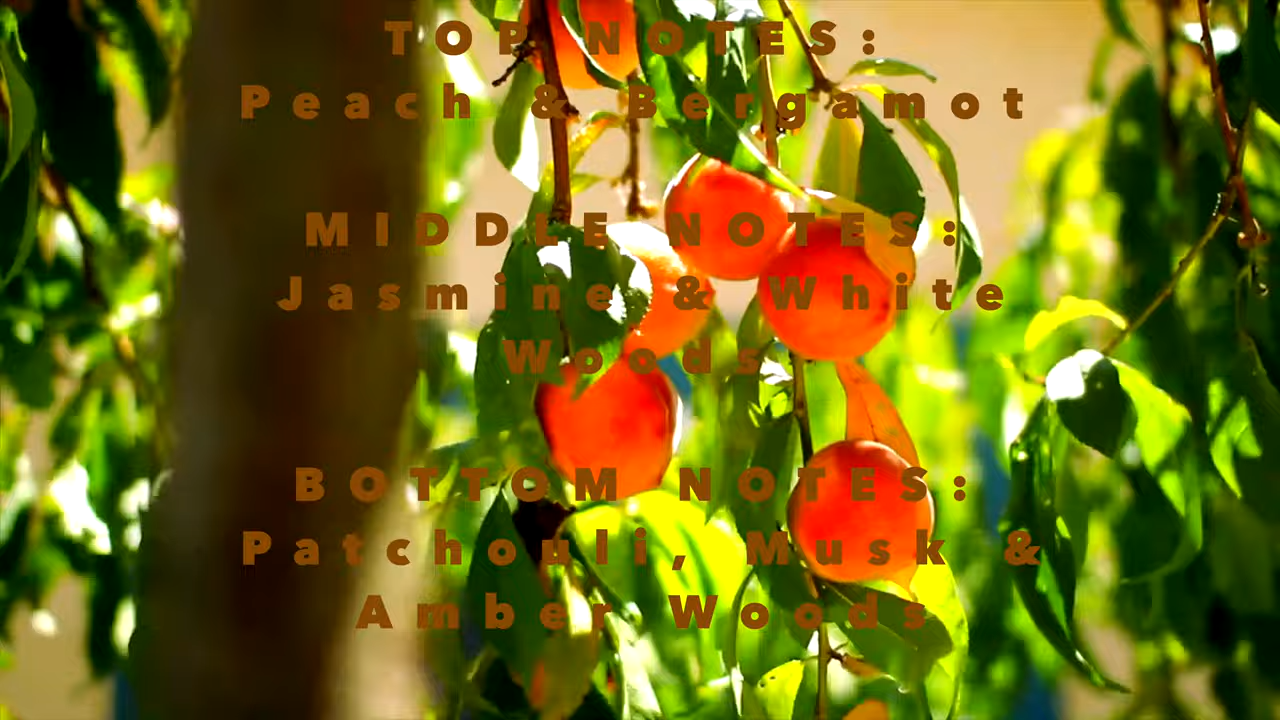 TOP NOTES:
Peach & Bergamot
MIDDLE NOTES:
Jasmine & White
Woods
BOTTOM NOTES:
Patchouli, Musk &
Amber Woods